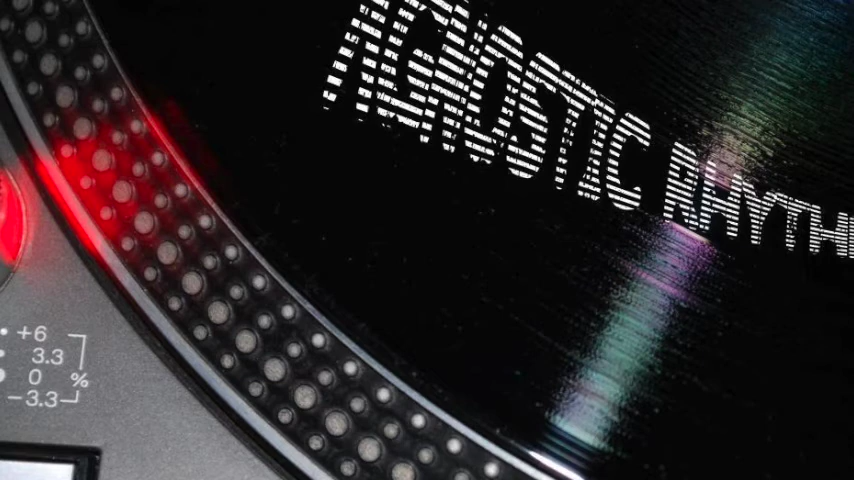 AGNOSTIC RHYTH
+6
3.3
0 %
-3.3